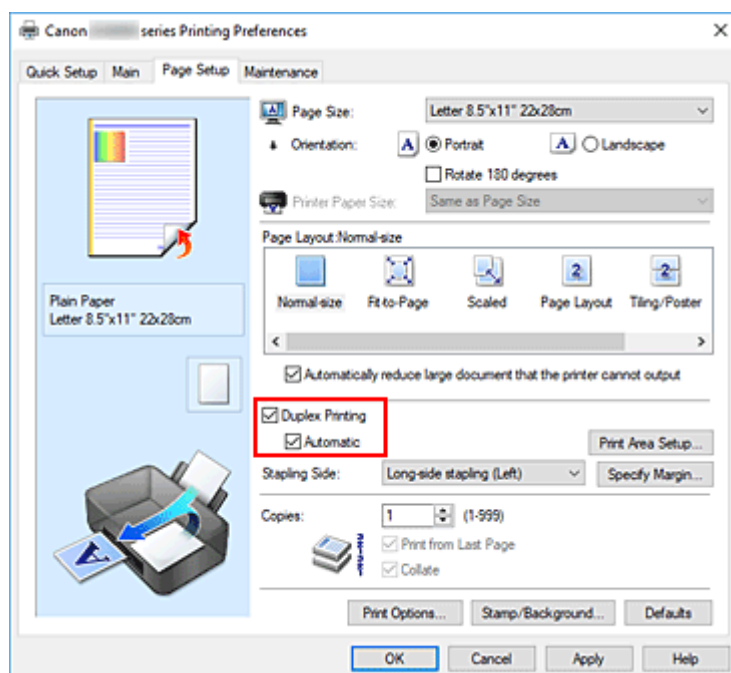 Canon series Printing Preferences
Quick Setup Main Page Setup Maintenance
Page Size: Letter 8.5"x11" 22x28cm
Orientation: A Portrait A Landscape
Rotate 180 degrees
Printer Paper Size: Same as Page Size
Page Layout:Normal-size
2 2
Normal-size Fit-to-Page Scaled Page Layout Tiling/Poster
Plain Paper
Letter 8.5"x11" 22x28cm
Automatically reduce large document that the printer cannot output
Duplex Printing
Automatic
Print Area Setup...
Stapling Side: Long-side stapling (Left) Specify Margin...
Copies: 1 (1-999)
Print from Last Page
Collate
A
Print Options... Stamp/Background... Defaults
OK Cancel Apply Help